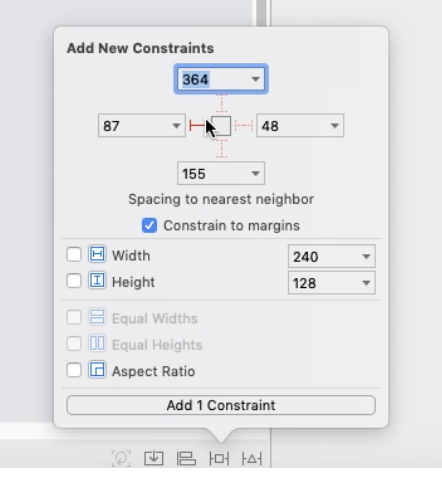 Add New Constraints
364
87
48
155
Spacing to nearest neighbor
Constrain to margins
Width
240
Height
128
Equal Widths
Equal Heights
Aspect Ratio
Add 1 Constraint